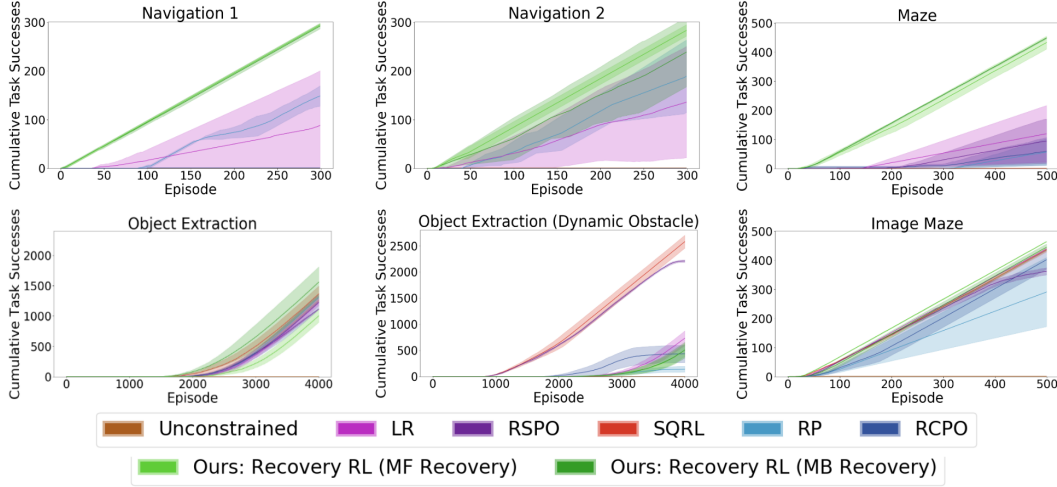 Navigation 1
Cumulative Task Successes
300
200
100
0
0 50 100 150 200 250 300
Episode
Navigation 2
Cumulative Task Successes
300
200
100
0
0 50 100 150 200 250 300
Episode
Maze
Cumulative Task Successes
500
400
300
200
100
0
0 100 200 300 400 500
Episode
Object Extraction
Cumulative Task Successes
2000
1500
1000
500
0
0 1000 2000 3000 4000
Episode
Object Extraction (Dynamic Obstacle)
Cumulative Task Successes
2500
2000
1500
1000
500
0
0 1000 2000 3000 4000
Episode
Image Maze
Cumulative Task Successes
500
400
300
200
100
0
0 100 200 300 400 500
Episode
Unconstrained LR RSPO SQRL RP RCPO
Ours: Recovery RL (MF Recovery) Ours: Recovery RL (MB Recovery)